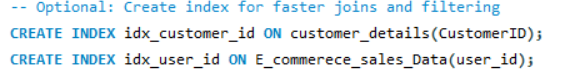 -- Optional: Create index for faster joins and filtering
CREATE INDEX idx_customer_id ON customer_details(CustomerID);
CREATE INDEX idx_user_id ON E_commerece_sales_Data(user_id);